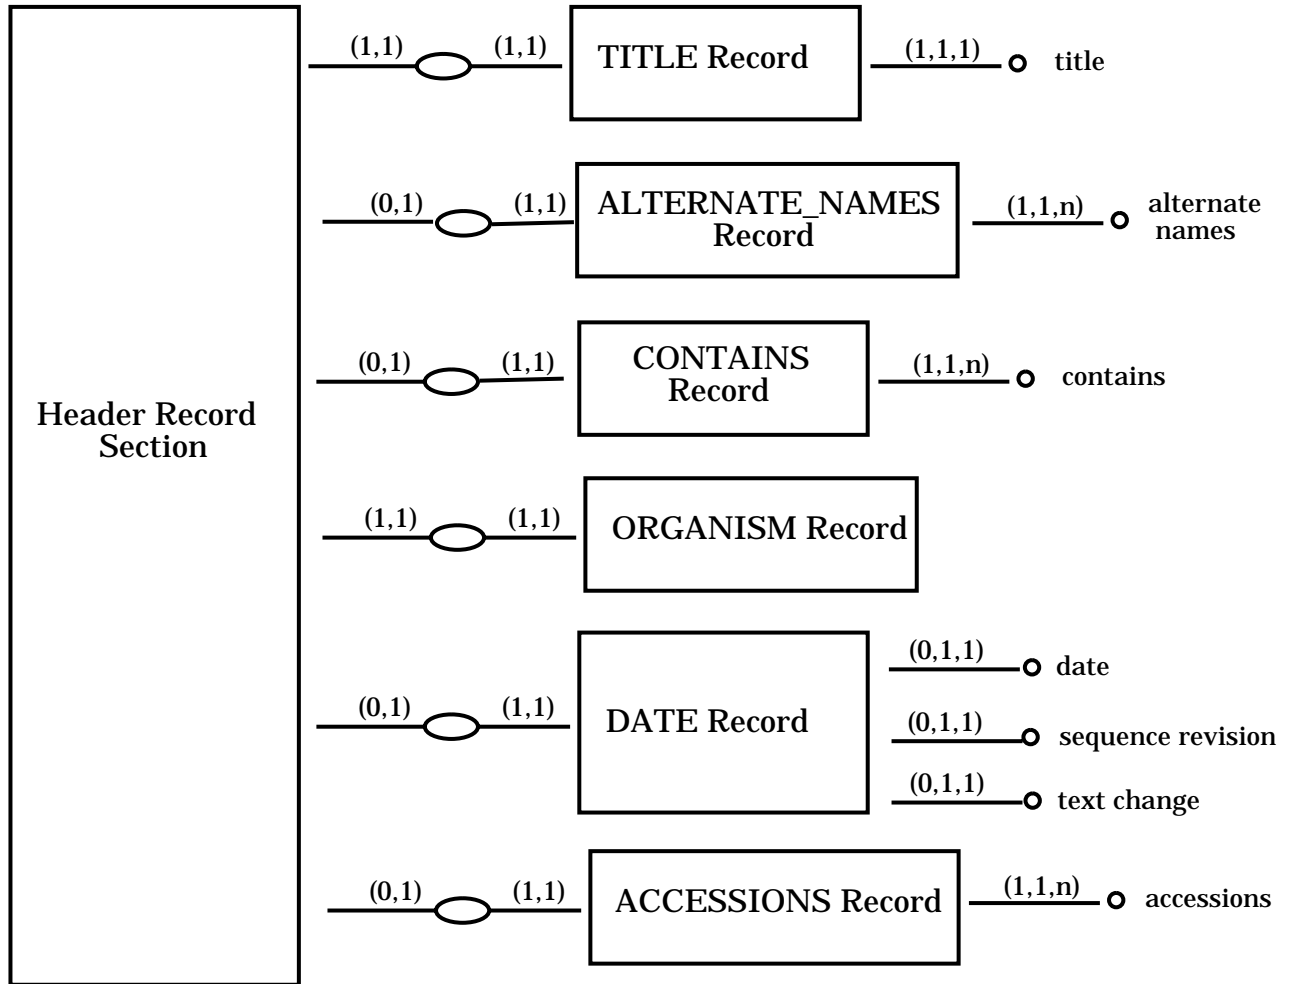 Header Record
Section
(1,1)
(1,1)
TITLE Record
(1,1,1)
title
(0,1)
(1,1)
ALTERNATE_NAMES
Record
(1,1,n)
alternate
names
(0,1)
(1,1)
CONTAINS
Record
(1,1,n)
contains
(1,1)
(1,1)
ORGANISM Record
(0,1)
(1,1)
DATE Record
(0,1,1)
date
(0,1,1)
sequence revision
(0,1,1)
text change
(0,1)
(1,1)
ACCESSIONS Record
(1,1,n)
accessions